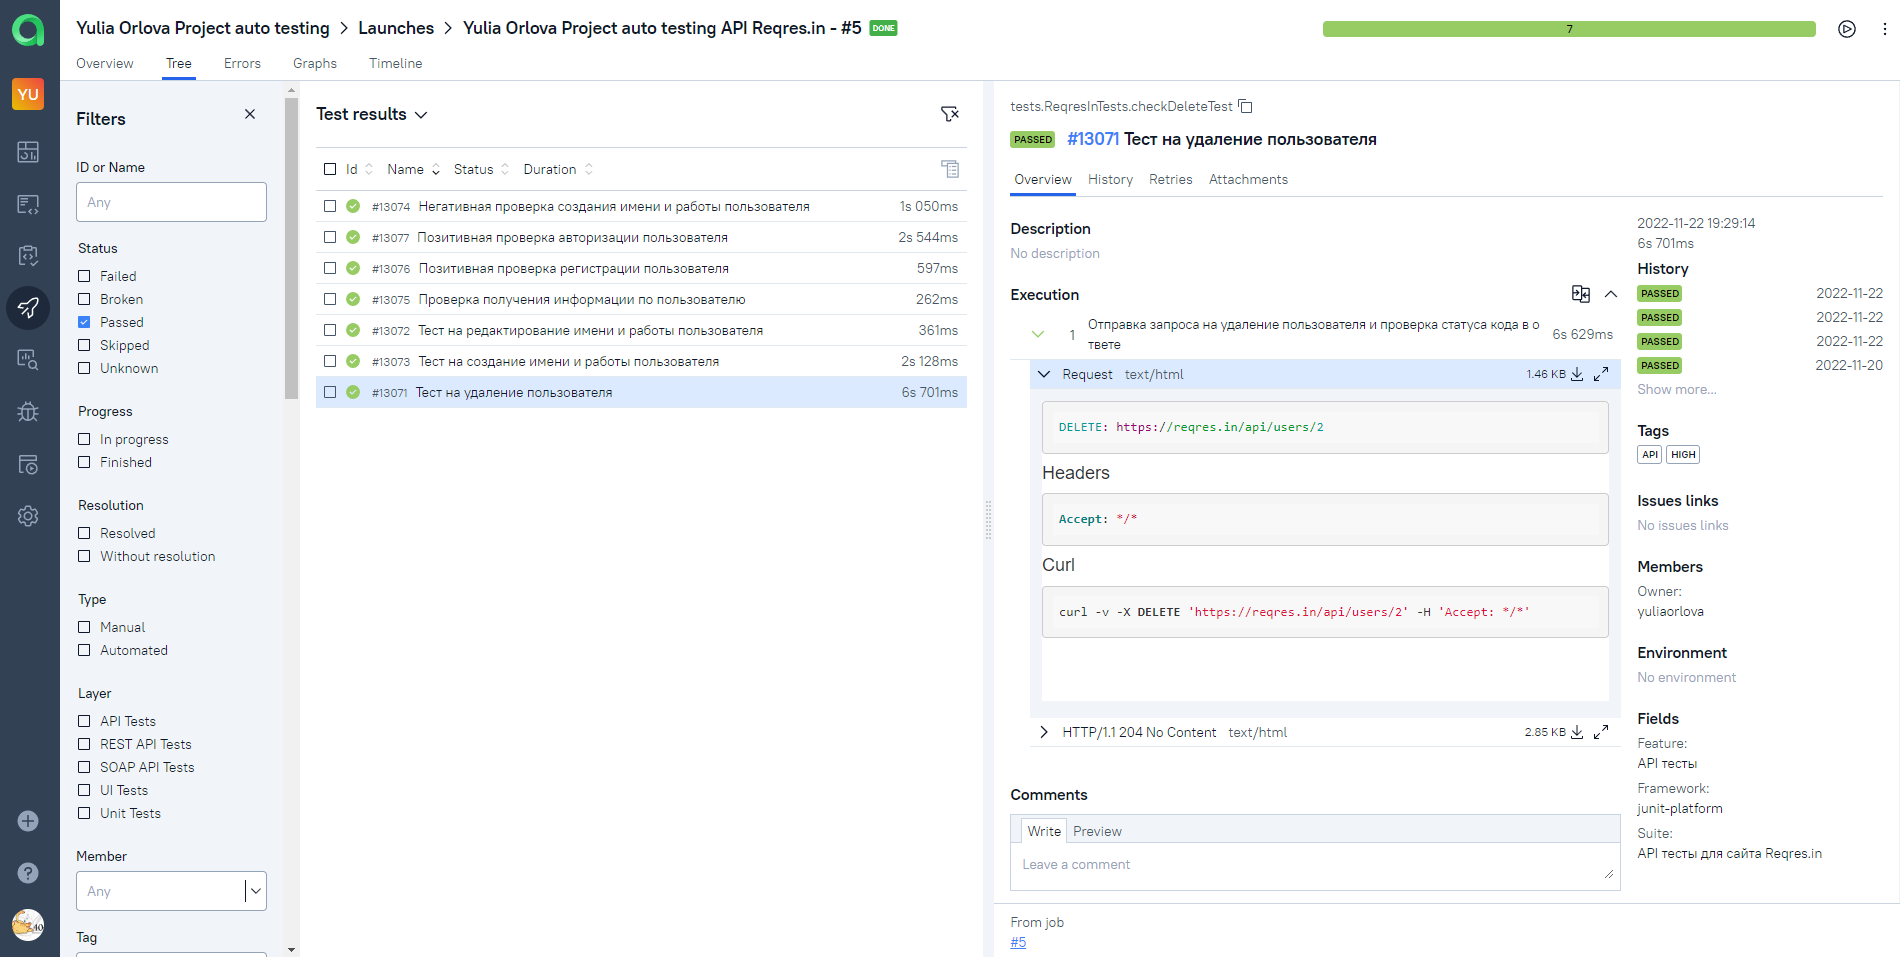 Yulia Orlova Project auto testing > Launches > Yulia Orlova Project auto testing API Reqres.in - #5 DONE
7
Overview Tree Errors Graphs Timeline
YU
Filters
ID or Name
Any
Status
Failed
Broken
Passed
Skipped
Unknown
Progress
In progress
Finished
Resolution
Resolved
Without resolution
Type
Manual
Automated
Layer
API Tests
REST API Tests
SOAP API Tests
UI Tests
Unit Tests
Member
Any
Tag
Test results
Id Name Status Duration
#13074 Негативная проверка создания имени и работы пользователя 1s 050ms
#13077 Позитивная проверка авторизации пользователя 2s 544ms
#13076 Позитивная проверка регистрации пользователя 597ms
#13075 Проверка получения информации по пользователю 262ms
#13072 Тест на редактирование имени и работы пользователя 361ms
#13073 Тест на создание имени и работы пользователя 2s 128ms
#13071 Тест на удаление пользователя 6s 701ms
tests.ReqresInTests.checkDeleteTest
PASSED #13071 Тест на удаление пользователя
Overview History Retries Attachments
Description
No description
Execution
1 Отправка запроса на удаление пользователя и проверка статуса кода в о
твете
6s 629ms
Request text/html 1.46 KB
DELETE: https://reqres.in/api/users/2
Headers
Accept: */*
Curl
curl -v -X DELETE 'https://reqres.in/api/users/2' -H 'Accept: */*'
HTTP/1.1 204 No Content text/html 2.85 KB
Comments
Write Preview
Leave a comment
From job
#5
2022-11-22 19:29:14
6s 701ms
History
PASSED 2022-11-22
PASSED 2022-11-22
PASSED 2022-11-22
PASSED 2022-11-20
Show more...
Tags
API HIGH
Issues links
No issues links
Members
Owner:
yuliaorlova
Environment
No environment
Fields
Feature:
API тесты
Framework:
junit-platform
Suite:
API тесты для сайта Reqres.in
40